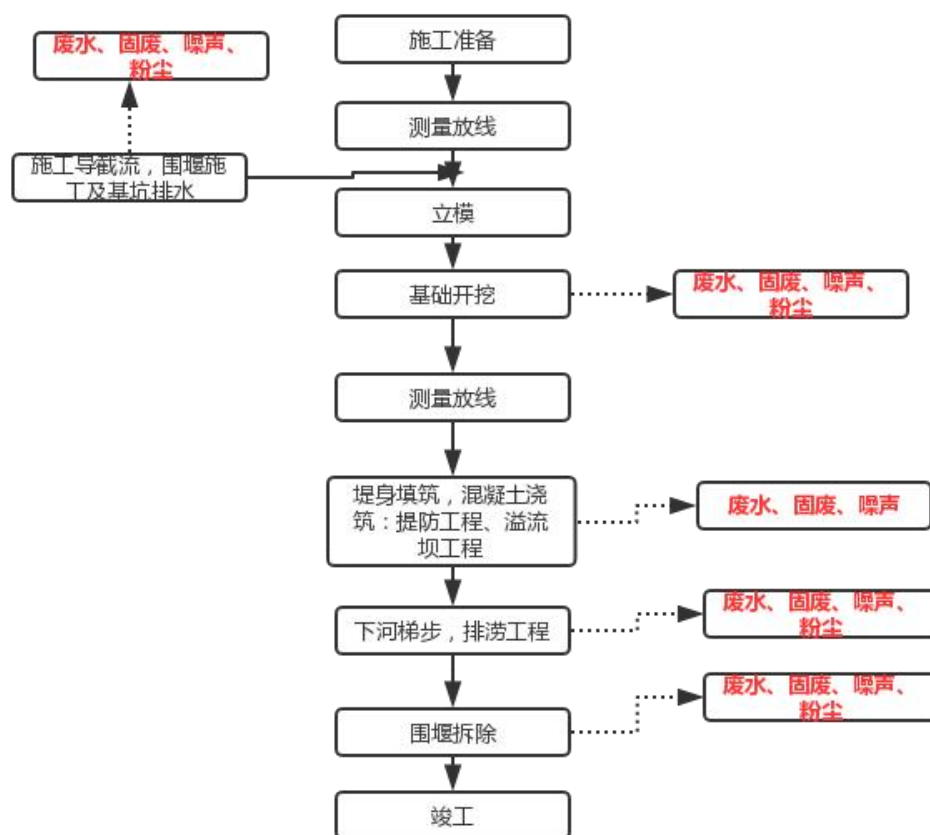 施工准备
废水、固废、噪声、
粉尘
测量放线
施工导截流，围堰施
工及基坑排水
立模
基础开挖
废水、固废、噪声、
粉尘
测量放线
堤身填筑，混凝土浇
筑：提防工程、溢流
坝工程
废水、固废、噪声
下河梯步，排涝工程
废水、固废、噪声、
粉尘
围堰拆除
废水、固废、噪声、
粉尘
竣工